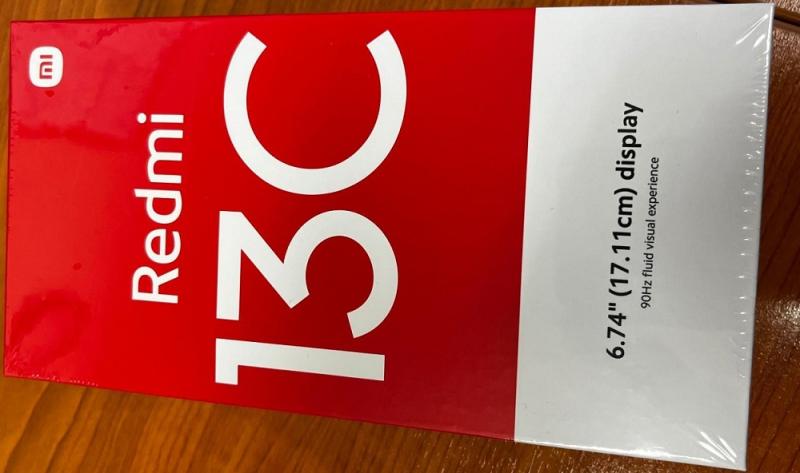 mi
Redmi
13C
6.74" (17.11cm) display
90Hz fluid visual experience